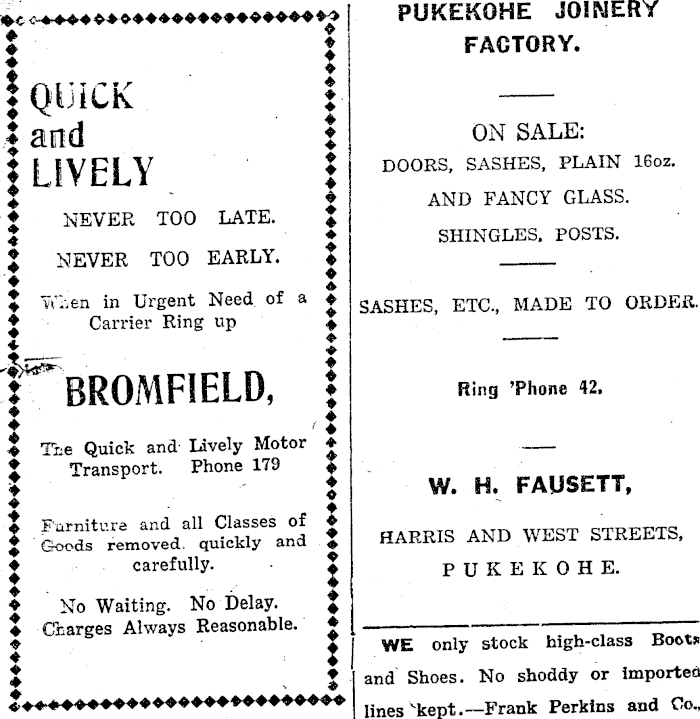 QUICK
and
LIVELY
NEVER TOO LATE.
NEVER TOO EARLY.
When in Urgent Need of a
Carrier Ring up
BROMFIELD,
The Quick and Lively Motor
Transport. Phone 179
Furniture and all Classes of
Goods removed quickly and
carefully.
No Waiting. No Delay.
Charges Always Reasonable.
PUKEKOHE JOINERY
FACTORY.
ON SALE:
DOORS, SASHES, PLAIN 16oz.
AND FANCY GLASS.
SHINGLES, POSTS.
SASHES, ETC., MADE TO ORDER.
Ring 'Phone 42.
W. H. FAUSETT,
HARRIS AND WEST STREETS,
PUKEKOHE.
WE only stock high-class Boots
and Shoes. No shoddy or imported
lines kept.—Frank Perkins and Co.,